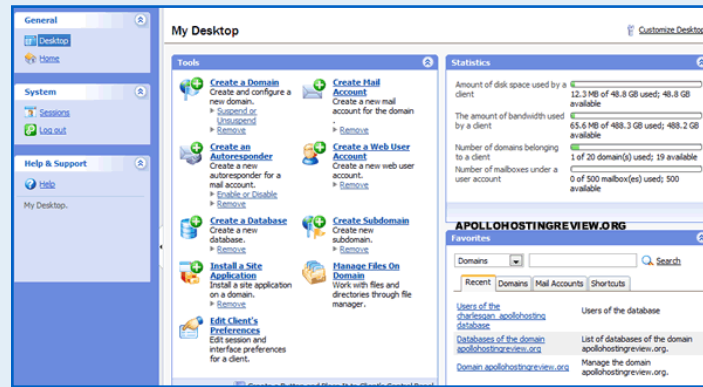 General
Desktop
Home
System
Sessions
Log out
Help & Support
Help
My Desktop.
My Desktop
Customize Desktop
Tools
Create a Domain
Create and configure a
new domain.
Suspend or
Unsuspend
Remove
Create Mail
Account
Create a new mail
account for the domain
.
Remove
Create an
Autoresponder
Create a new
autoresponder for a
mail account.
Enable or Disable
Remove
Create a Web User
Account
Create a new web user
account.
Remove
Create a Database
Create a new
database.
Remove
Create Subdomain
Create new
subdomain.
Remove
Install a Site
Application
Install a site application
on a domain.
Remove
Manage Files On
Domain
Work with files and
directories through file
manager.
Edit Client's
Preferences
Edit session and
interface preferences
for a client.
Create a Button and Place It to Client's Control Panel
Statistics
Amount of disk space used by a
client
12.3 MB of 48.8 GB used; 48.8 GB
available
The amount of bandwidth used
by a client
65.6 MB of 488.3 GB used; 488.2 GB
available
Number of domains belonging
to a client
1 of 20 domain(s) used; 19 available
Number of mailboxes under a
user account
0 of 500 mailbox(es) used; 500
available
APOLLOHOSTINGREVIEW.ORG
Favorites
Domains
Search
Recent
Domains
Mail Accounts
Shortcuts
Users of the
charlesgan_apollohosting
database
Users of the database
Databases of the domain
apollohostingreview.org
List of databases of the domain
apollohostingreview.org.
Domain apollohostingreview.org
Manage the domain
apollohostingreview.org.